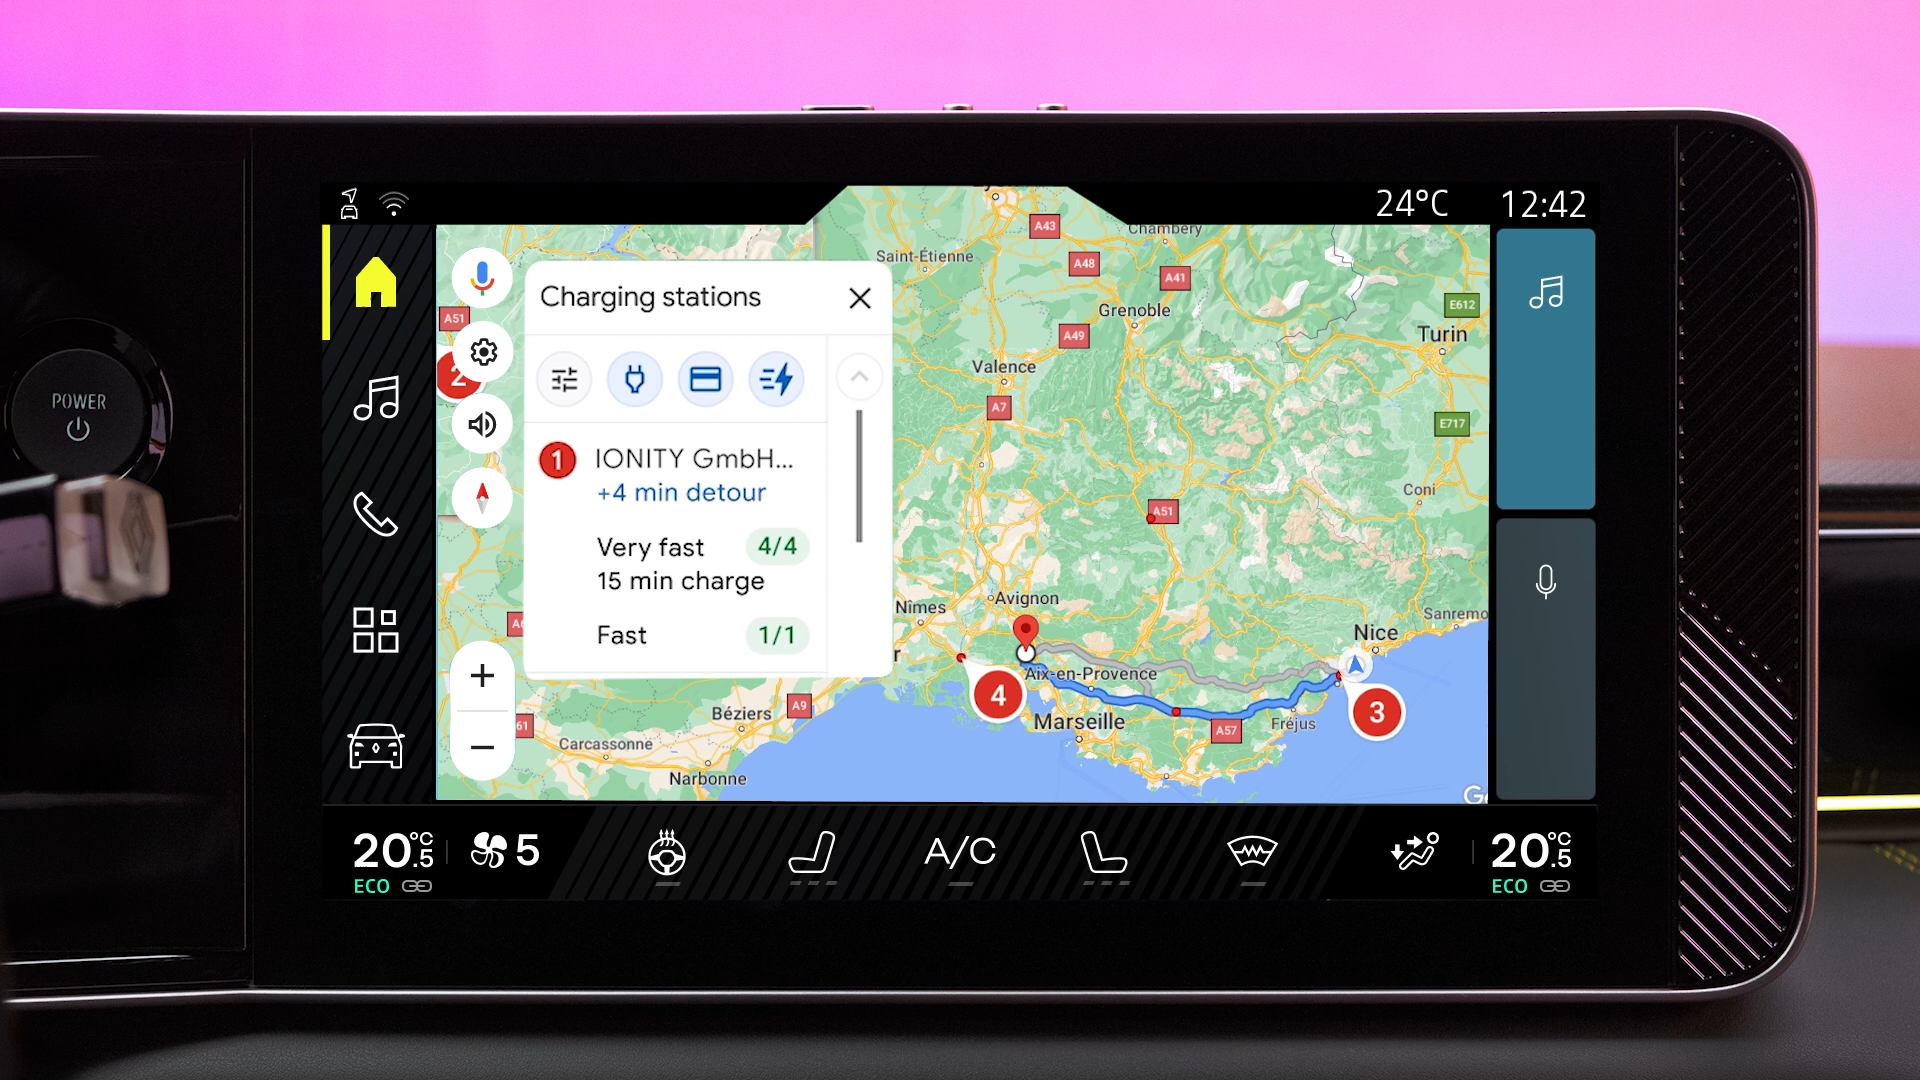 24°C
12:42
POWER
Charging stations
1
IONITY GmbH...
+4 min detour
Very fast 4/4
15 min charge
Fast 1/1
A51
2
A43
Chambery
Saint-Étienne
A48
A41
Grenoble
E612
A49
Turin
Valence
A7
E717
Coni
A51
Avignon
Nimes
Sanremo
Nice
Aix-en-Provence
4
3
Marseille
A57
Fréjus
A9
Béziers
61
Carcassonne
Narbonne
20.5°C
ECO
5
A/C
20.5°C
ECO